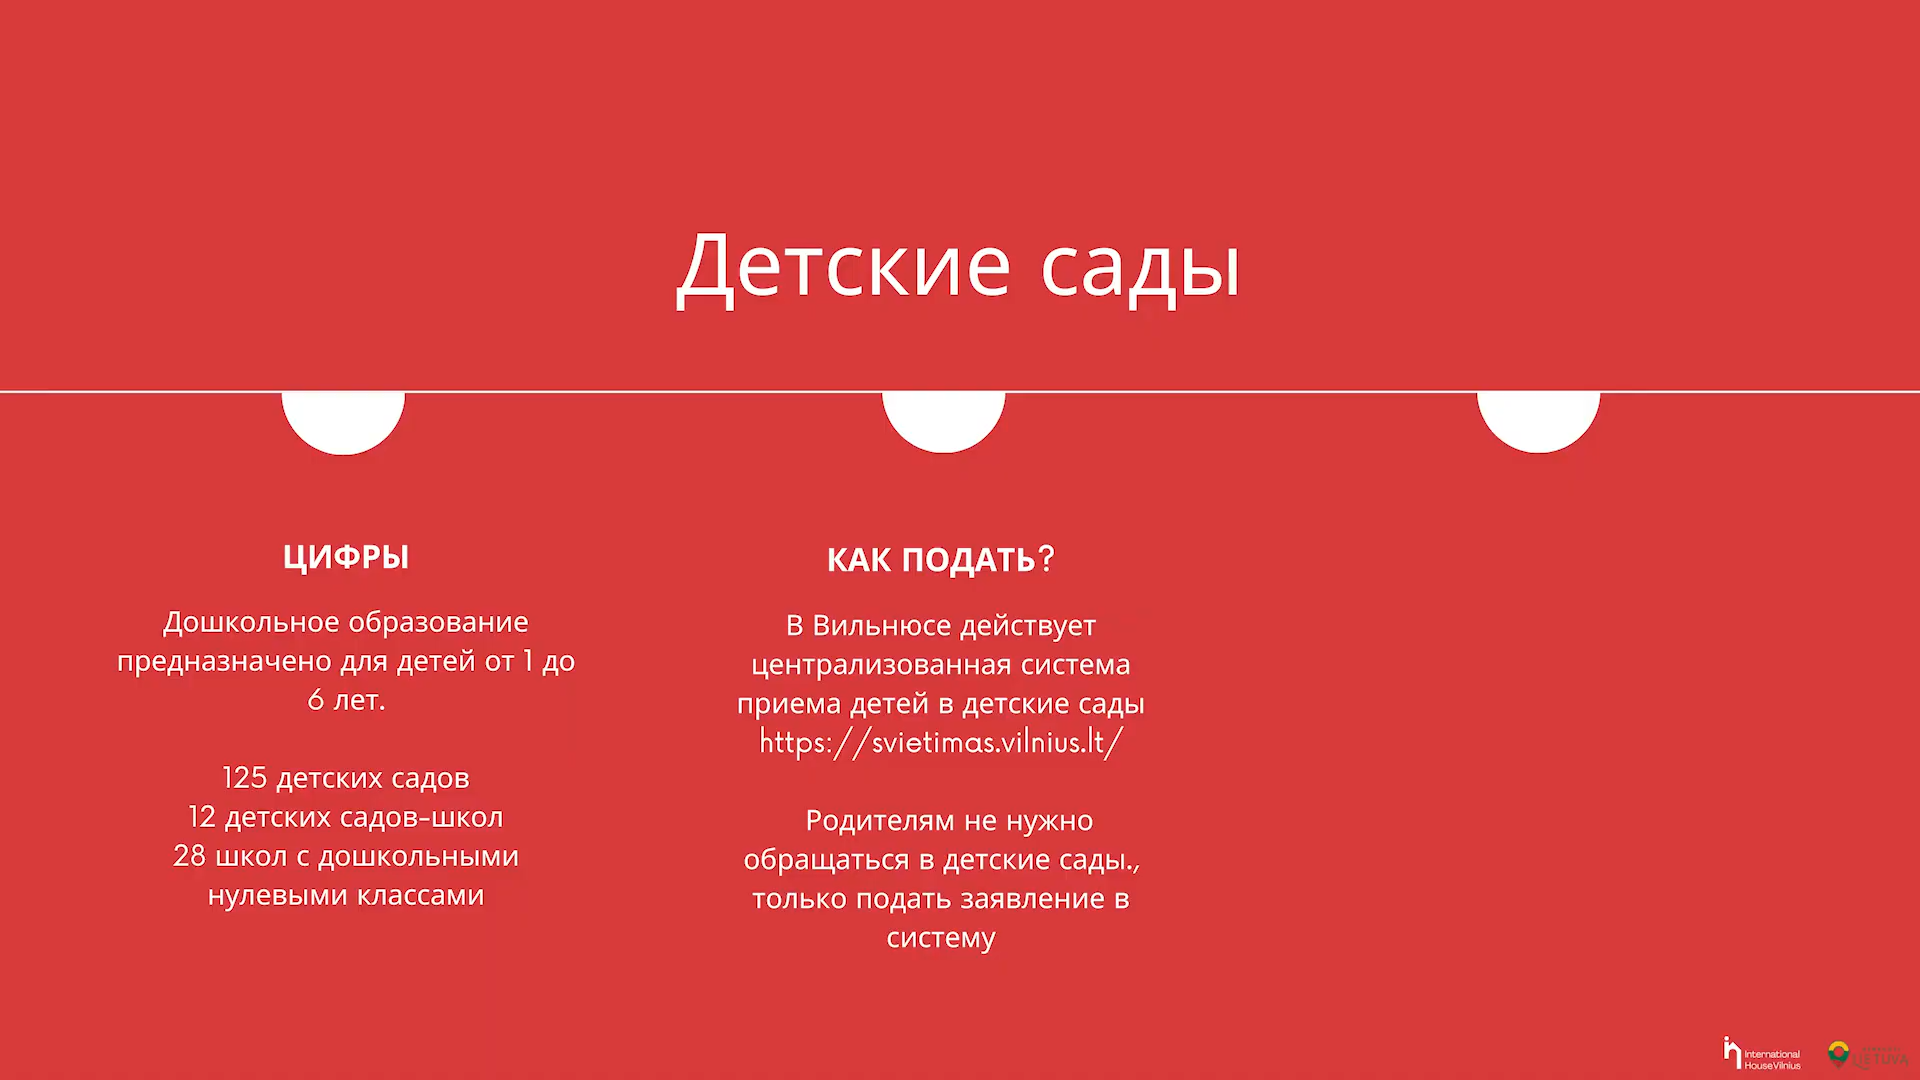 Детские сады
ЦИФРЫ
Дошкольное образование
предназначено для детей от 1 до
6 лет.
125 детских садов
12 детских садов-школ
28 школ с дошкольными
нулевыми классами
КАК ПОДАТЬ?
В Вильнюсе действует
централизованная система
приема детей в детские сады
https://svietimas.vilnius.lt/
Родителям не нужно
обращаться в детские сады.,
только подать заявление в
систему
International
House Vilnius
LIETUVA